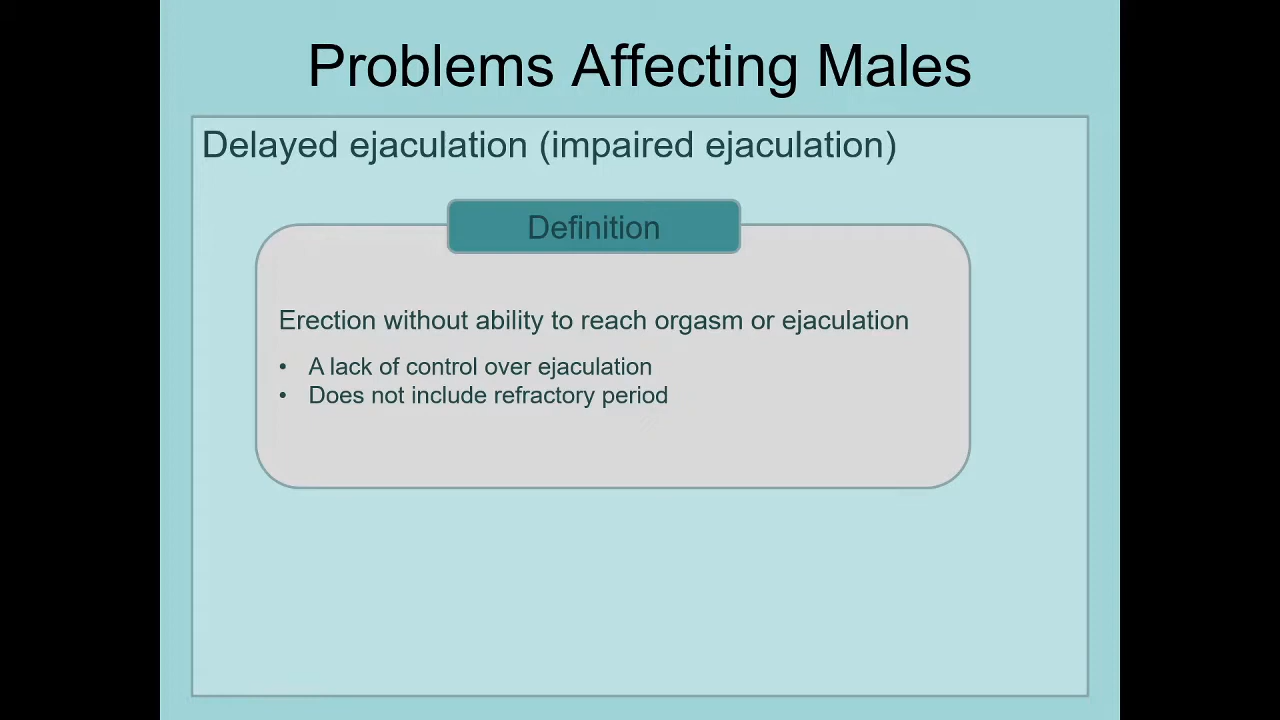 Problems Affecting Males
Delayed ejaculation (impaired ejaculation)
Definition
Erection without ability to reach orgasm or ejaculation
• A lack of control over ejaculation
• Does not include refractory period